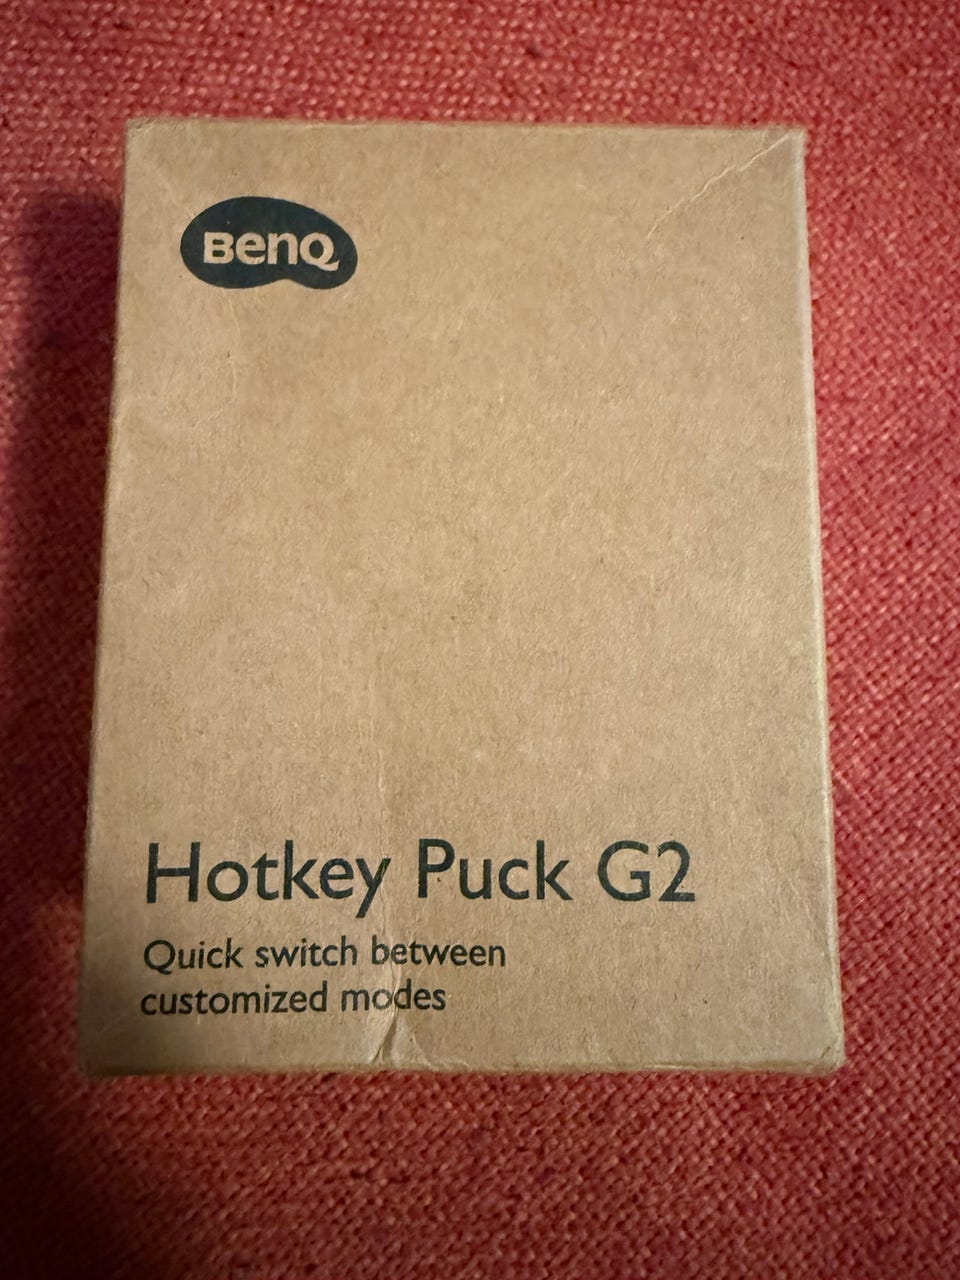 BenQ
Hotkey Puck G2
Quick switch between
customized modes